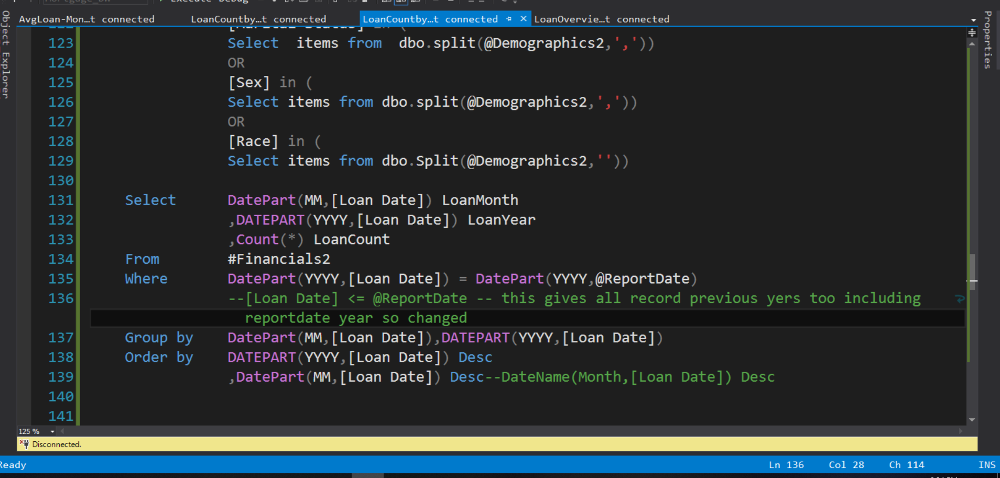 Execute Debug
Object Explorer
AvgLoan-Mon…t connected LoanCountby…t connected LoanCountby…t connected LoanOvervie…t connected
Properties
123 Select  items from  dbo.split(@Demographics2,','))
124 OR
125 [Sex] in (
126 Select items from dbo.split(@Demographics2,','))
127 OR
128 [Race] in (
129 Select items from dbo.Split(@Demographics2,''))
130
131 Select DatePart(MM,[Loan Date]) LoanMonth
132 ,DATEPART(YYYY,[Loan Date]) LoanYear
133 ,Count(*) LoanCount
134 From #Financials2
135 Where DatePart(YYYY,[Loan Date]) = DatePart(YYYY,@ReportDate)
136 --[Loan Date] <= @ReportDate -- this gives all record previous yers too including
reportdate year so changed
137 Group by DatePart(MM,[Loan Date]),DATEPART(YYYY,[Loan Date])
138 Order by DATEPART(YYYY,[Loan Date]) Desc
139 ,DatePart(MM,[Loan Date]) Desc--DateName(Month,[Loan Date]) Desc
140
141
125 %
Disconnected.
Ready Ln 136 Col 28 Ch 114 INS